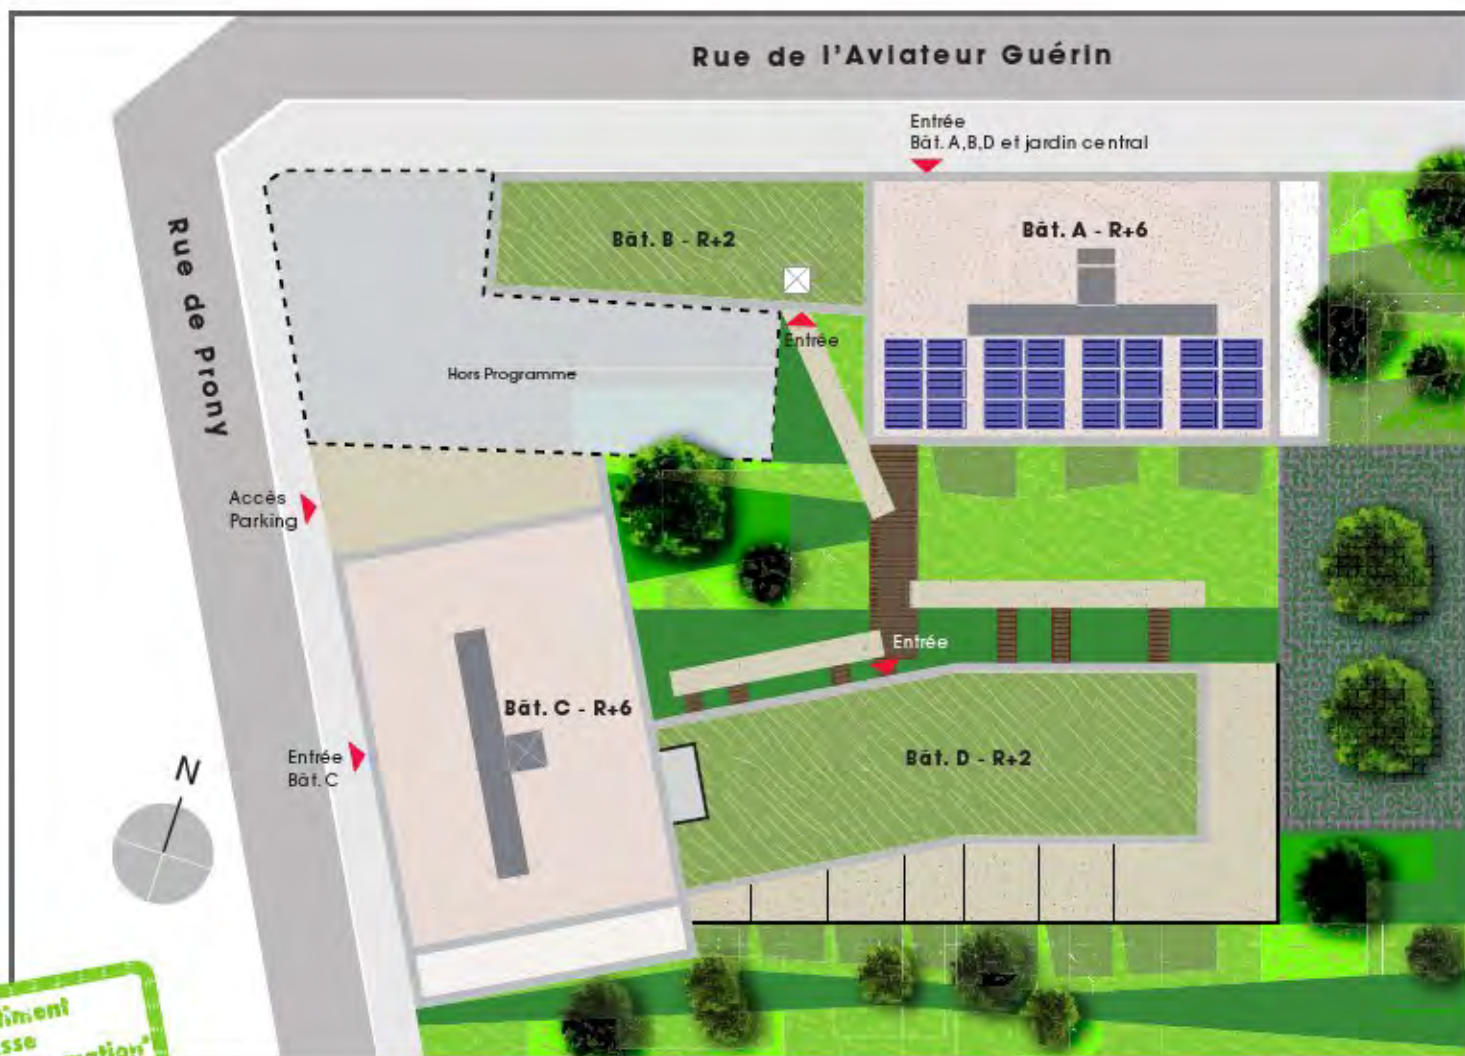 Rue de l'Aviateur Guérin
Entrée
Bât. A,B,D et jardin central
Bât. B - R+2
Bât. A - R+6
Rue de Prony
Entrée
Hors Programme
Accès
Parking
Entrée
Bât. C - R+6
Entrée
Bât. C
Bât. D - R+2
N